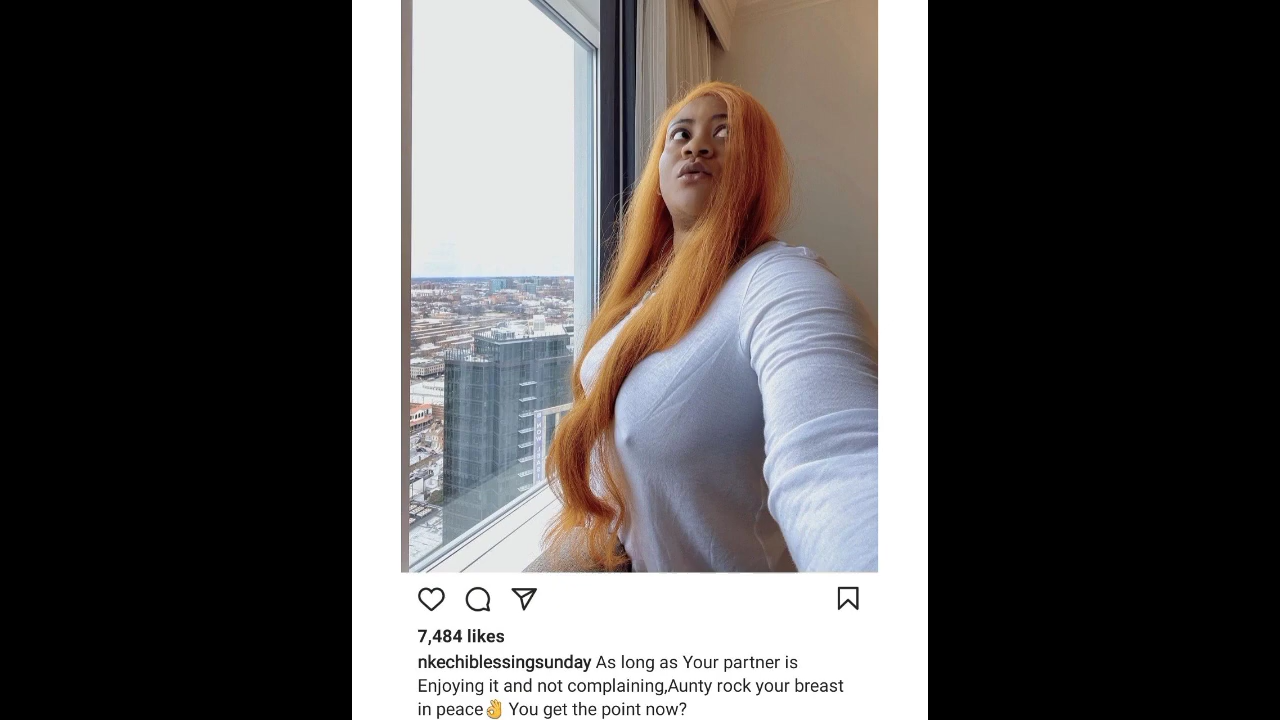 7,484 likes
nkechiblessingsunday As long as Your partner is
Enjoying it and not complaining,Aunty rock your breast
in peace👌 You get the point now?